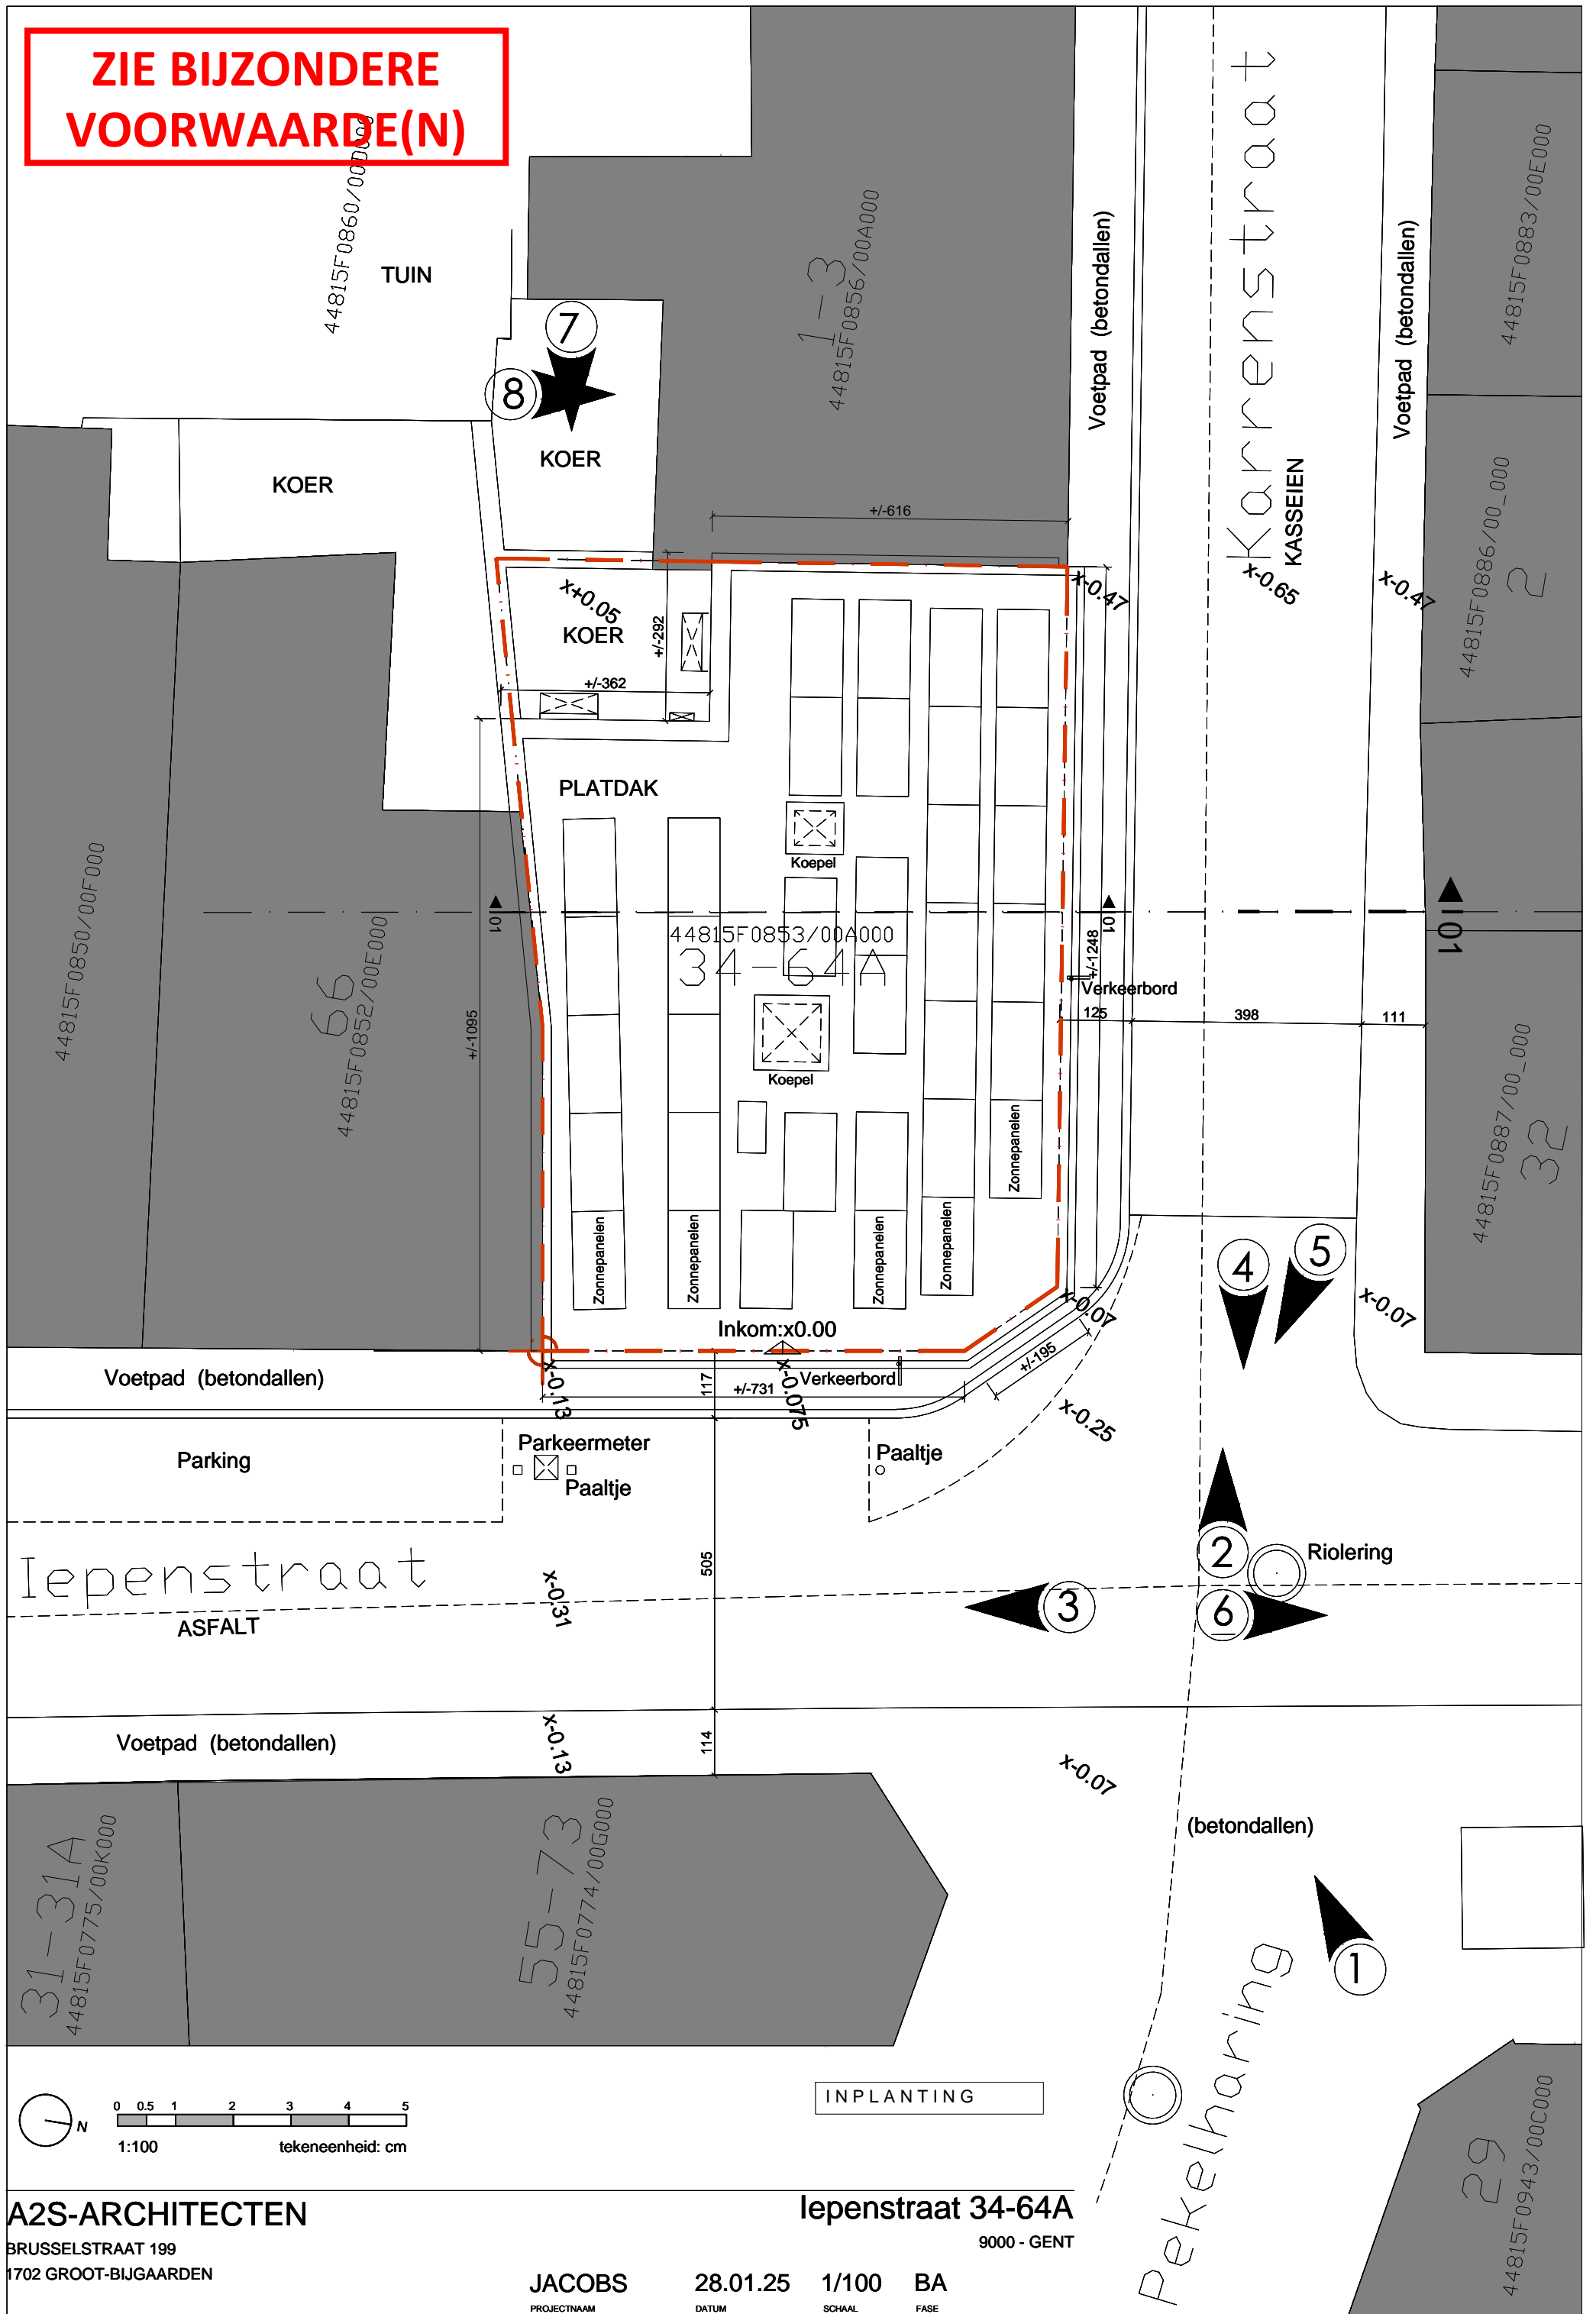 ZIE BIJZONDERE
VOORWAARDE(N)
44815F0860/00D000
TUIN
1-3
44815F0856/00A000
Voetpad (betondallen)
Karrenstraat
KASSEIEN
Voetpad (betondallen)
44815F0883/00E000
7
8
KOER
KOER
+/-616
x-0.47
x-0.65
x-0.47
2
44815F0886/00_000
x+0.05
KOER
+/-292
+/-362
PLATDAK
Koepel
44815F0850/00F000
66
44815F0852/00E000
01
01
01
44815F0853/00A000
34-64A
+/-1095
+/-1248
Verkeerbord
125
398
111
Koepel
32
44815F0887/00_000
Zonnepanelen
Zonnepanelen
Zonnepanelen
Zonnepanelen
Zonnepanelen
Zonnepanelen
4
5
x-0.07
x-0.07
Inkom:x0.00
Voetpad (betondallen)
x-0.13
117
+/-731
x-0.075
Verkeerbord
+/-195
x-0.25
Parking
Parkeermeter
Paaltje
Paaltje
Iepenstraat
ASFALT
x-0.31
505
2
Riolering
3
6
Voetpad (betondallen)
x-0.13
114
x-0.07
(betondallen)
31-31A
44815F0775/00K000
55-73
44815F0774/00G000
1
Pekelharing
29
44815F0943/00C000
N
0 0.5 1 2 3 4 5
1:100 tekeneenheid: cm
INPLANTING
A2S-ARCHITECTEN
BRUSSELSTRAAT 199
1702 GROOT-BIJGAARDEN
Iepenstraat 34-64A
9000 - GENT
JACOBS 28.01.25 1/100 BA
PROJECTNAAM DATUM SCHAAL FASE